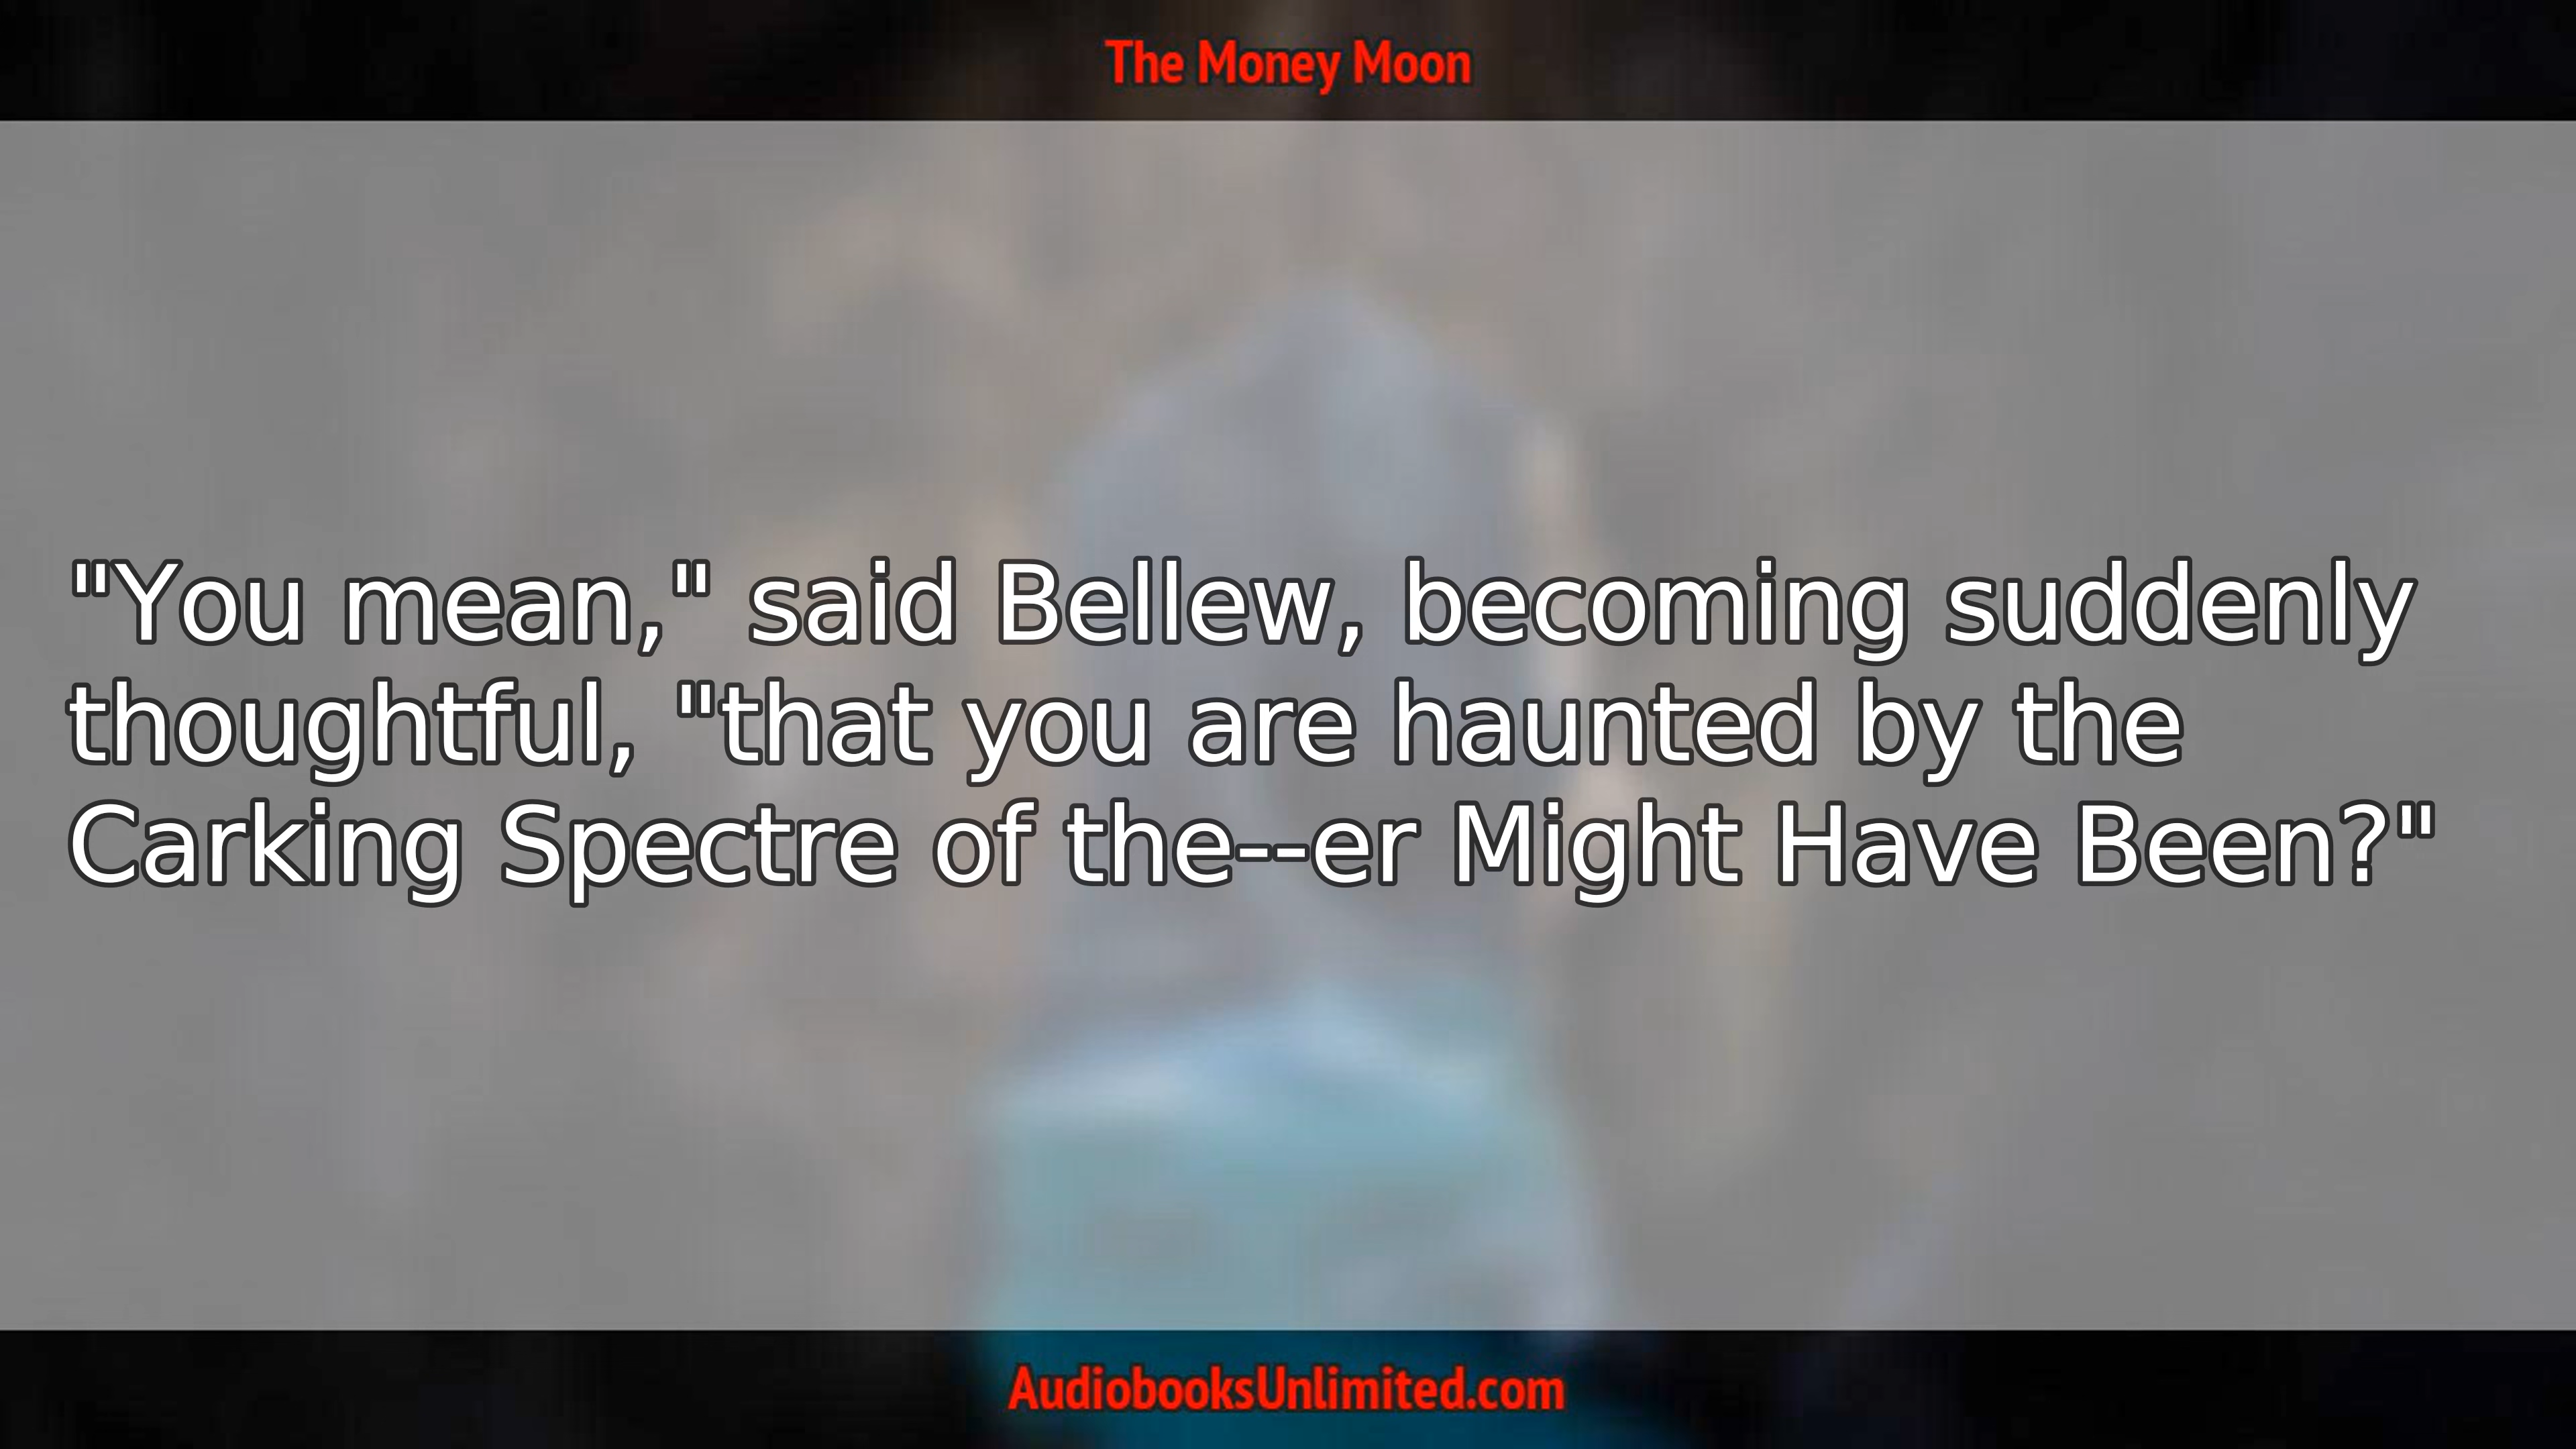 The Money Moon
"You mean," said Bellew, becoming suddenly
thoughtful, "that you are haunted by the
Carking Spectre of the--er Might Have Been?"
AudiobooksUnlimited.com